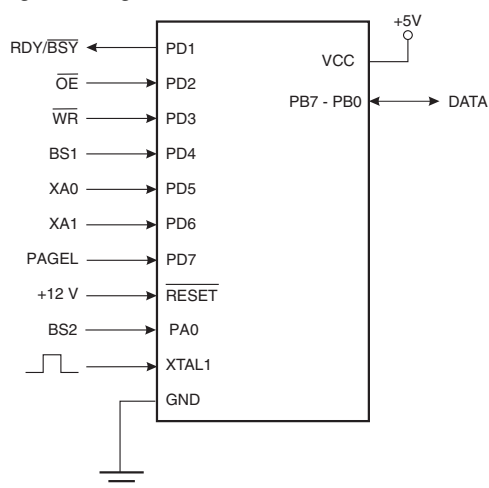 +5V
RDY/BSY PD1
VCC
OE PD2
PB7 - PB0 DATA
WR PD3
BS1 PD4
XA0 PD5
XA1 PD6
PAGEL PD7
+12 V RESET
BS2 PA0
XTAL1
GND